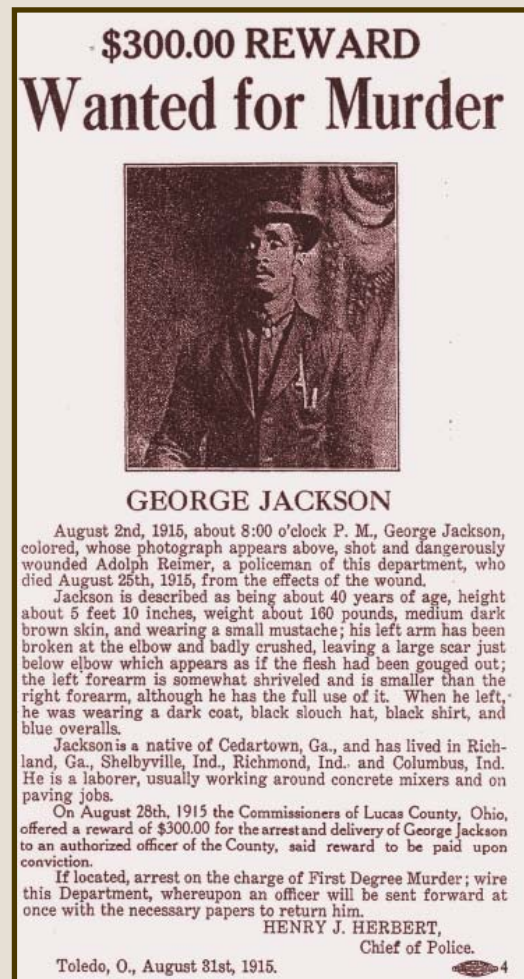 $300.00 REWARD
Wanted for Murder
GEORGE JACKSON
August 2nd, 1915, about 8:00 o'clock P. M., George Jackson,
colored, whose photograph appears above, shot and dangerously
wounded Adolph Reimer, a policeman of this department, who
died August 25th, 1915, from the effects of the wound.
Jackson is described as being about 40 years of age, height
about 5 feet 10 inches, weight about 160 pounds, medium dark
brown skin, and wearing a small mustache; his left arm has been
broken at the elbow and badly crushed, leaving a large scar just
below elbow which appears as if the flesh had been gouged out;
the left forearm is somewhat shriveled and is smaller than the
right forearm, although he has the full use of it. When he left,
he was wearing a dark coat, black slouch hat, black shirt, and
blue overalls.
Jackson is a native of Cedartown, Ga., and has lived in Rich-
land, Ga., Shelbyville, Ind., Richmond, Ind. and Columbus, Ind.
He is a laborer, usually working around concrete mixers and on
paving jobs.
On August 28th, 1915 the Commissioners of Lucas County, Ohio,
offered a reward of $300.00 for the arrest and delivery of George Jackson
to an authorized officer of the County, said reward to be paid upon
conviction.
If located, arrest on the charge of First Degree Murder; wire
this Department, whereupon an officer will be sent forward at
once with the necessary papers to return him.
HENRY J. HERBERT,
Chief of Police.
Toledo, O., August 31st, 1915.
4